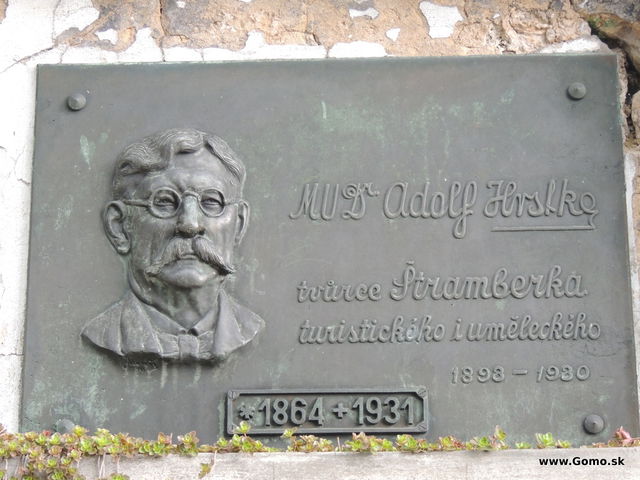 MUDr. Adolf Hrstka
tvůrce Štramberka
turistického i uměleckého
1893 - 1930
*1864 + 1931
www.Gomo.sk